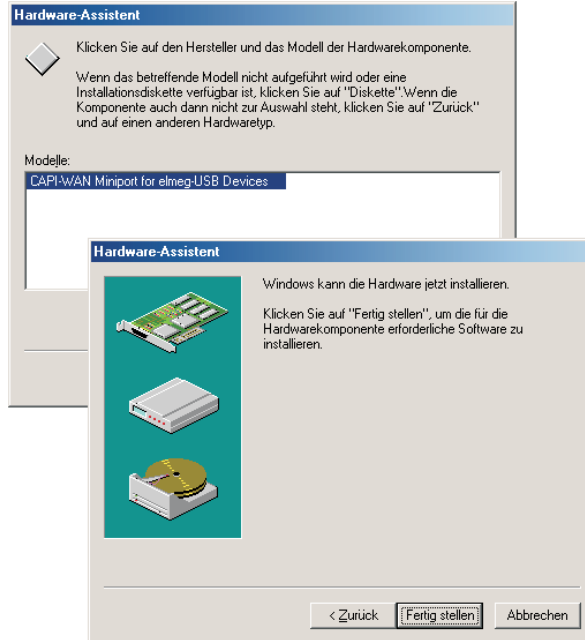 Hardware-Assistent
Klicken Sie auf den Hersteller und das Modell der Hardwarekomponente.
Wenn das betreffende Modell nicht aufgeführt wird oder eine
Installationsdiskette verfügbar ist, klicken Sie auf "Diskette".Wenn die
Komponente auch dann nicht zur Auswahl steht, klicken Sie auf "Zurück"
und auf einen anderen Hardwaretyp.
Modelle:
CAPI-WAN Miniport for elmeg-USB Devices
Hardware-Assistent
Windows kann die Hardware jetzt installieren.
Klicken Sie auf "Fertig stellen", um die für die
Hardwarekomponente erforderliche Software zu
installieren.
< Zurück Fertig stellen Abbrechen